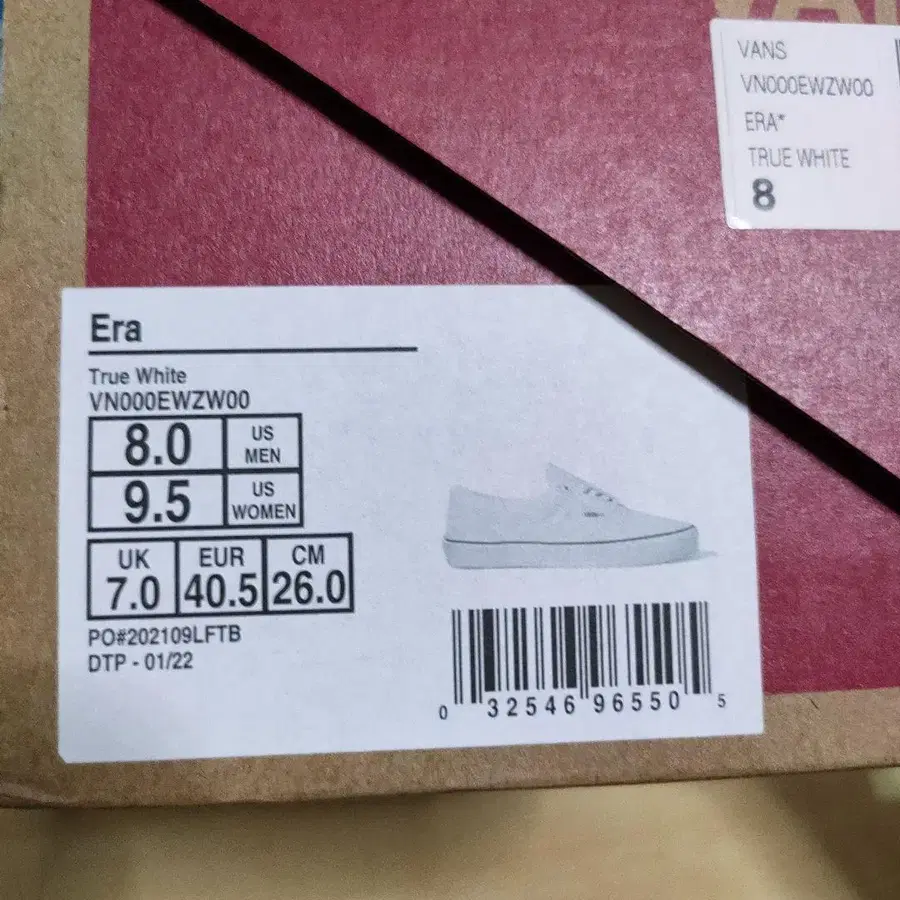 VANS
VN000EWZW00
ERA*
TRUE WHITE
8
Era
True White
VN000EWZW00
8.0 US MEN
9.5 US WOMEN
UK EUR CM
7.0 40.5 26.0
PO#202109LFTB
DTP - 01/22
0 32546 96550 5